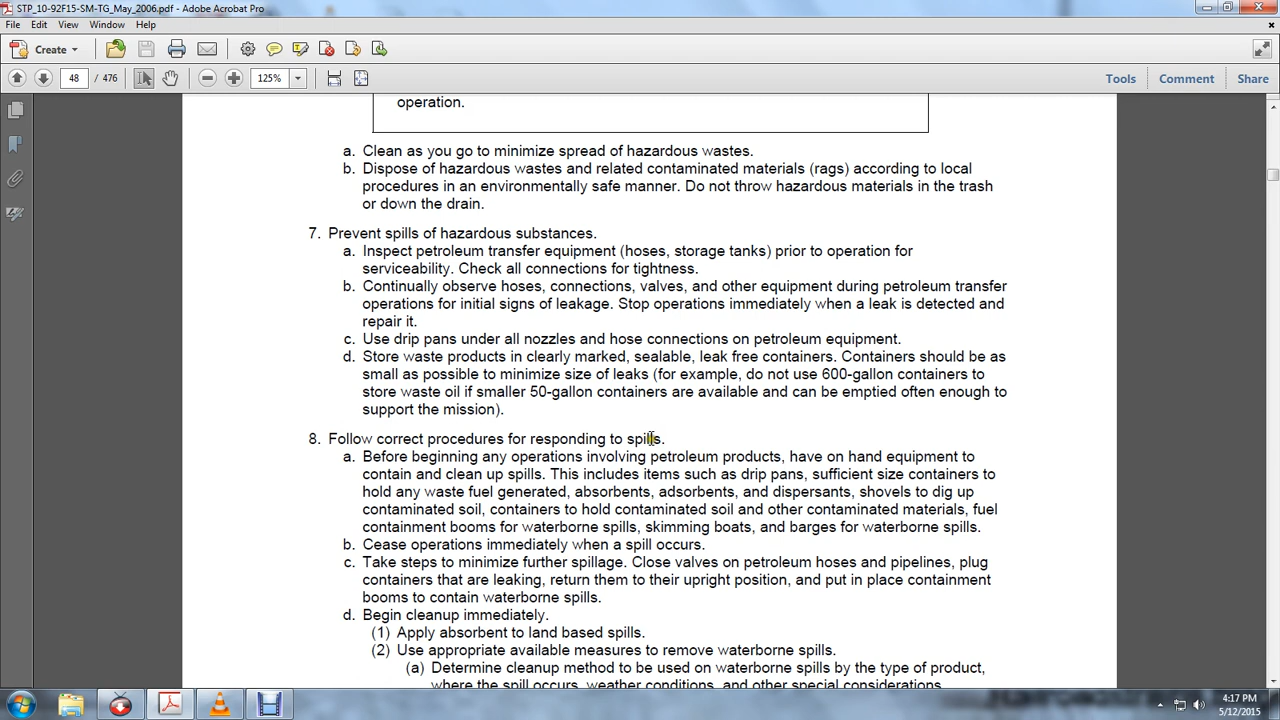 STP_10-92F15-SM-TG_May_2006.pdf - Adobe Acrobat Pro
File Edit View Window Help
Create
48 / 476 125% Tools Comment Share
operation.
a. Clean as you go to minimize spread of hazardous wastes.
b. Dispose of hazardous wastes and related contaminated materials (rags) according to local
procedures in an environmentally safe manner. Do not throw hazardous materials in the trash
or down the drain.
7. Prevent spills of hazardous substances.
a. Inspect petroleum transfer equipment (hoses, storage tanks) prior to operation for
serviceability. Check all connections for tightness.
b. Continually observe hoses, connections, valves, and other equipment during petroleum transfer
operations for initial signs of leakage. Stop operations immediately when a leak is detected and
repair it.
c. Use drip pans under all nozzles and hose connections on petroleum equipment.
d. Store waste products in clearly marked, sealable, leak free containers. Containers should be as
small as possible to minimize size of leaks (for example, do not use 600-gallon containers to
store waste oil if smaller 50-gallon containers are available and can be emptied often enough to
support the mission).
8. Follow correct procedures for responding to spills.
a. Before beginning any operations involving petroleum products, have on hand equipment to
contain and clean up spills. This includes items such as drip pans, sufficient size containers to
hold any waste fuel generated, absorbents, adsorbents, and dispersants, shovels to dig up
contaminated soil, containers to hold contaminated soil and other contaminated materials, fuel
containment booms for waterborne spills, skimming boats, and barges for waterborne spills.
b. Cease operations immediately when a spill occurs.
c. Take steps to minimize further spillage. Close valves on petroleum hoses and pipelines, plug
containers that are leaking, return them to their upright position, and put in place containment
booms to contain waterborne spills.
d. Begin cleanup immediately.
(1) Apply absorbent to land based spills.
(2) Use appropriate available measures to remove waterborne spills.
(a) Determine cleanup method to be used on waterborne spills by the type of product,
where the spill occurs, weather conditions, and other special considerations.
4:17 PM
5/12/2015